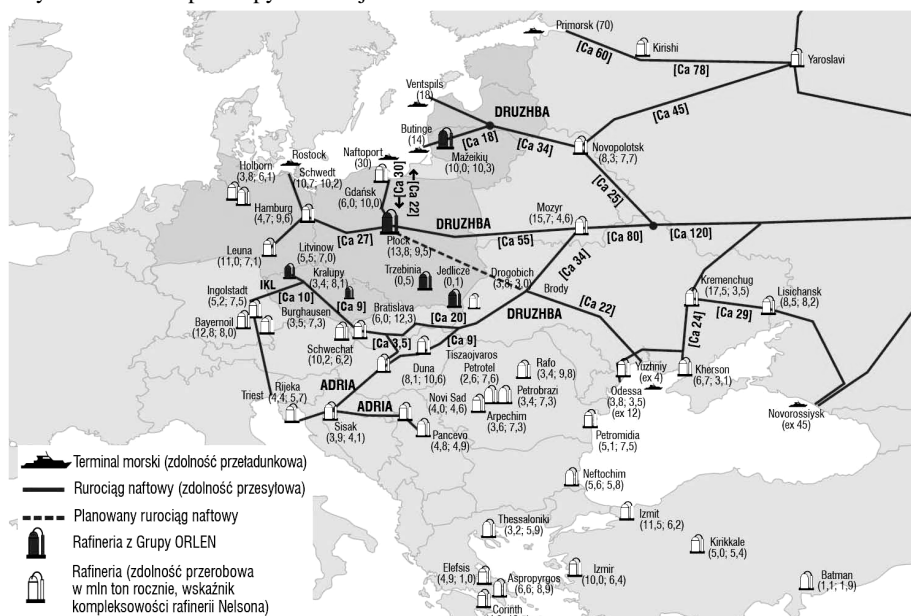 Primorsk (70)
[Ca 60]
Kirishi
[Ca 78]
Yaroslavl
Ventspils
(18)
DRUZHBA
[Ca 45]
Butinge
(14)
[Ca 18]
[Ca 34]
Mażeikių
(10,0; 10,3)
Novopolotsk
(8,3; 7,7)
Naftoport
(30)
[Ca 30]
[Ca 22]
[Ca 25]
Rostock
Holborn
(3,8; 6,1)
Schwedt
(10,7; 10,2)
Gdańsk
(6,0; 10,0)
Mozyr
(15,7; 4,6)
Hamburg
(4,7; 9,6)
DRUZHBA
[Ca 27]
Płock
(13,8; 9,5)
[Ca 55]
[Ca 80]
[Ca 120]
Leuna
(11,0; 7,1)
Litvinow
(5,5; 7,0)
Trzebinia
(0,5)
Jedlicze
(0,1)
Drogobich
(3,8; 3,0)
[Ca 34]
IKL
Kralupy
(3,4; 8,1)
Brody
Kremenchug
(17,5; 3,5)
Lisichansk
(8,5; 8,2)
Ingolstadt
(5,2; 7,5)
[Ca 10]
[Ca 9]
Burghausen
(3,5; 7,3)
Bratislava
(6,0; 12,3)
[Ca 20]
DRUZHBA
[Ca 22]
[Ca 24]
[Ca 29]
Bayernoil
(12,8; 8,0)
Schwechat
(10,2; 6,2)
[Ca 3,5]
[Ca 9]
Tiszaojvaros
Duna
(8,1; 10,6)
Petrotel
(2,6; 7,6)
Rafo
(3,4; 9,8)
Yuzhniy
(ex 4)
Kherson
(6,7; 3,1)
Odessa
(3,8; 3,5)
(ex 12)
Triest
Rijeka
(4,4; 5,7)
ADRIA
ADRIA
Novi Sad
(4,0; 4,6)
Petrobrazi
(3,4; 7,3)
Arpechim
(3,6; 7,3)
Novorossiysk
(ex 45)
Sisak
(3,9; 4,1)
Pancevo
(4,8; 4,9)
Petromidia
(5,1; 7,5)
Neftochim
(5,6; 5,8)
Thessaloniki
(3,2; 5,9)
Izmit
(11,5; 6,2)
Kirikkale
(5,0; 5,4)
Elefsis
(4,9; 1,0)
Aspropyrgos
(6,6; 8,9)
Izmir
(10,0; 6,4)
Batman
(1,1; 1,9)
Corinth
Terminal morski (zdolność przeładunkowa)
Rurociąg naftowy (zdolność przesyłowa)
Planowany rurociąg naftowy
Rafineria z Grupy ORLEN
Rafineria (zdolność przerobowa
w mln ton rocznie, wskaźnik
kompleksowości rafinerii Nelsona)